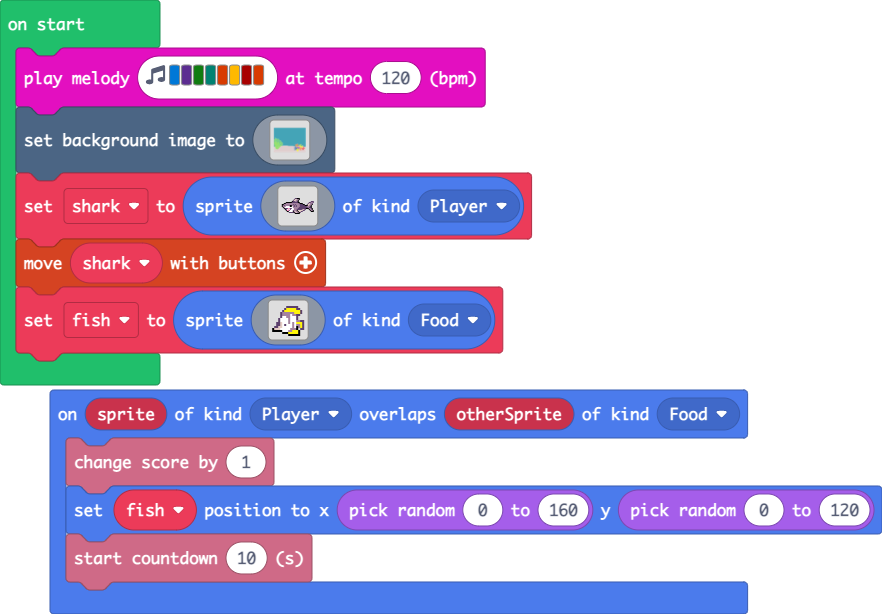 on start
play melody at tempo 120 (bpm)
set background image to
set shark to sprite of kind Player
move shark with buttons
set fish to sprite of kind Food
on sprite of kind Player overlaps otherSprite of kind Food
change score by 1
set fish position to x pick random 0 to 160 y pick random 0 to 120
start countdown 10 (s)